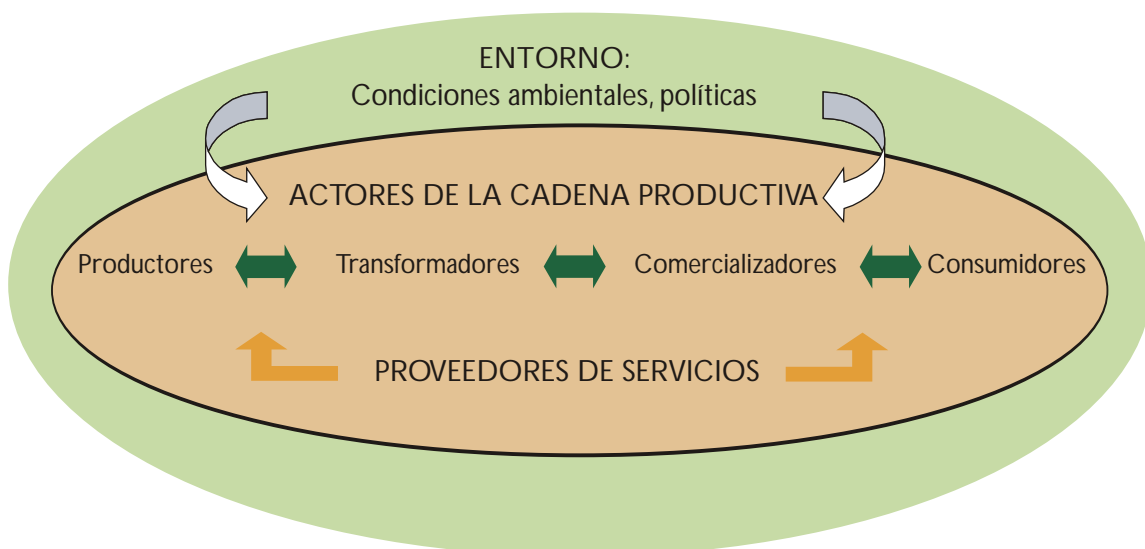 ENTORNO:
Condiciones ambientales, políticas
ACTORES DE LA CADENA PRODUCTIVA
Productores Transformadores Comercializadores Consumidores
PROVEEDORES DE SERVICIOS